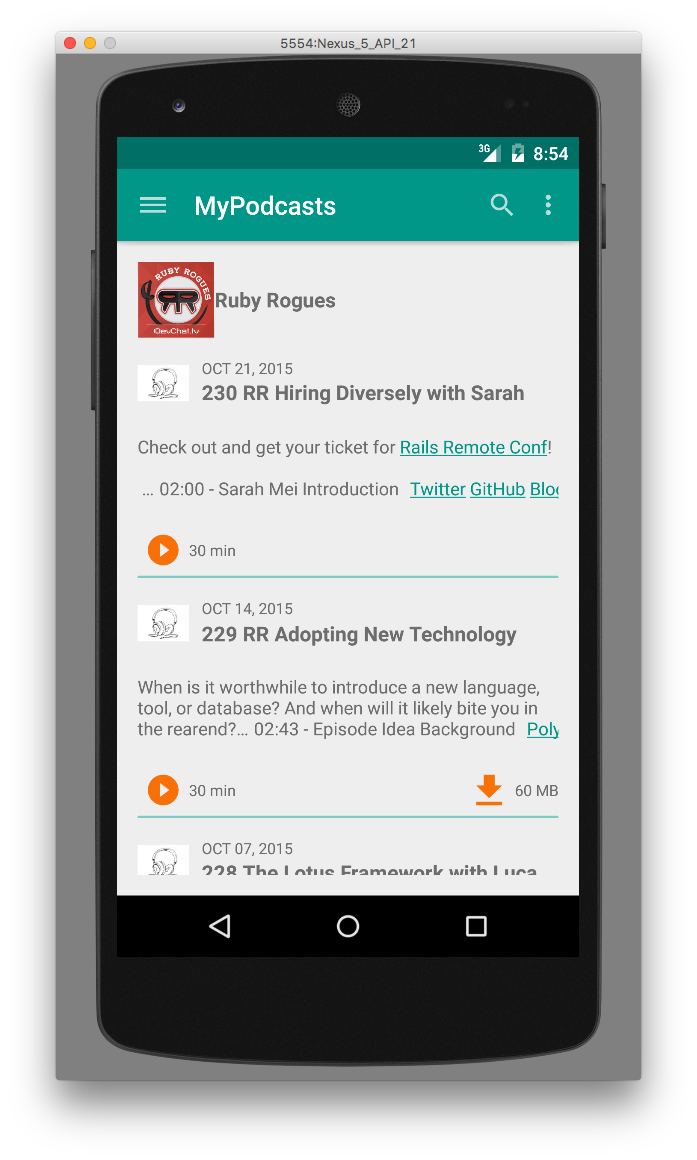 5554:Nexus_5_API_21
3G 8:54
MyPodcasts
RUBY ROGUES
RR
DevChat.tv
Ruby Rogues
OCT 21, 2015
230 RR Hiring Diversely with Sarah
Check out and get your ticket for Rails Remote Conf!
... 02:00 - Sarah Mei Introduction Twitter GitHub Blog
30 min
OCT 14, 2015
229 RR Adopting New Technology
When is it worthwhile to introduce a new language,
tool, or database? And when will it likely bite you in
the rearend?... 02:43 - Episode Idea Background Poly
30 min 60 MB
OCT 07, 2015
228 The Lotus Framework with Luca